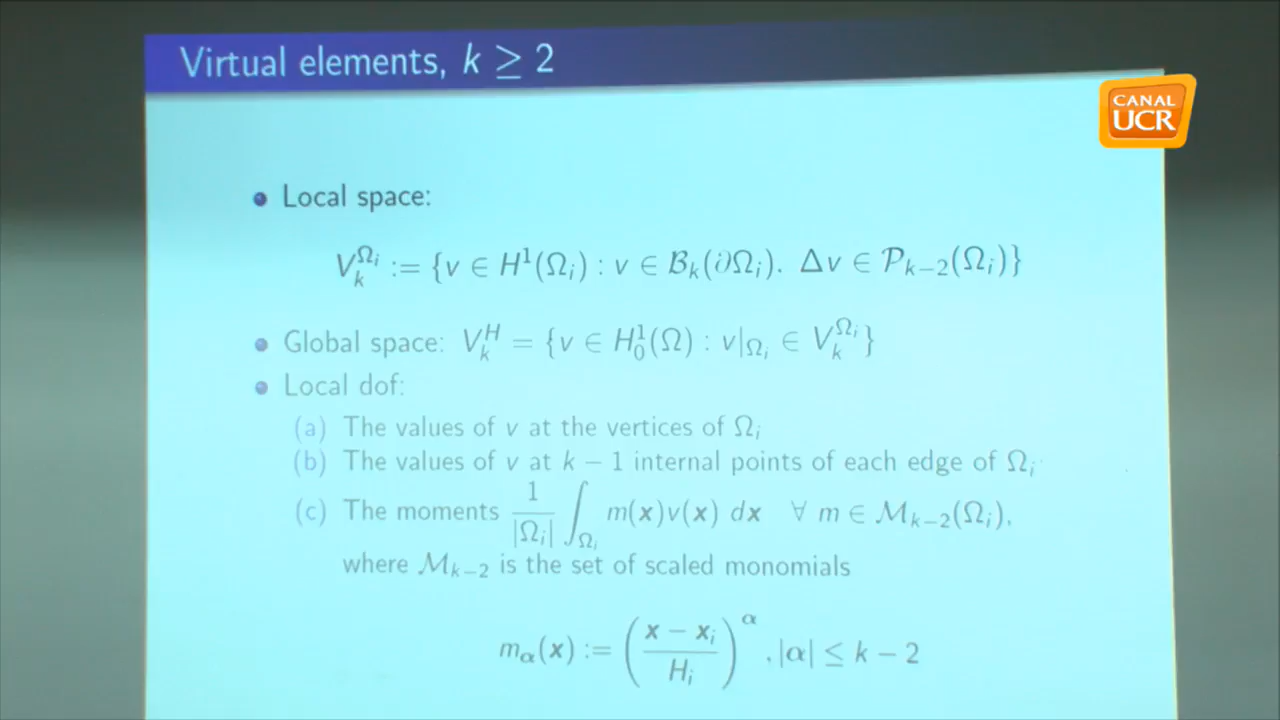 Virtual elements, k ≥ 2
CANAL
UCR
Local space:
V_k^{Ω_i} := {v ∈ H^1(Ω_i) : v ∈ B_k(∂Ω_i), Δv ∈ P_{k−2}(Ω_i)}
Global space: V_k^H = {v ∈ H_0^1(Ω) : v|_{Ω_i} ∈ V_k^{Ω_i}}
Local dof:
(a) The values of v at the vertices of Ω_i
(b) The values of v at k − 1 internal points of each edge of Ω_i
(c) The moments 1/|Ω_i| ∫_{Ω_i} m(x)v(x) dx ∀ m ∈ M_{k−2}(Ω_i),
where M_{k−2} is the set of scaled monomials
m_α(x) := ((x − x_i)/H_i)^α, |α| ≤ k − 2